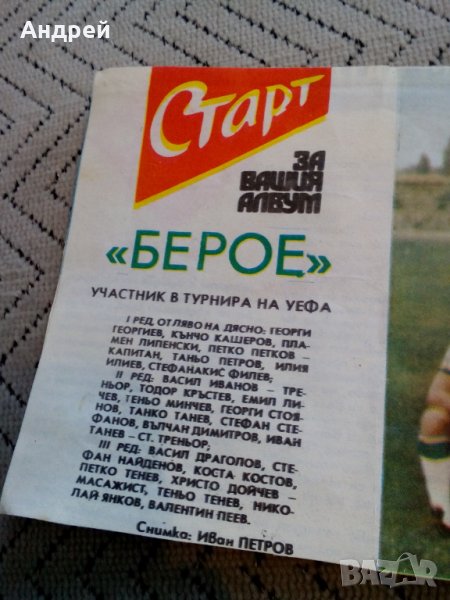 Андрей
Старт
ЗА
ВАШИЯ
АЛБУМ
«БЕРОЕ»
УЧАСТНИК В ТУРНИРА НА УЕФА
I РЕД, ОТ ЛЯВО НА ДЯСНО: ГЕОРГИ
ГЕОРГИЕВ, КЪНЧО КАШЕРОВ, ПЛА-
МЕН ЛИПЕНСКИ, ПЕТКО ПЕТКОВ –
КАПИТАН, ТАНЬО ПЕТРОВ, ИЛИЯ
ИЛИЕВ, СТЕФАНАКИС ФИЛЕВ;
II РЕД: ВАСИЛ ИВАНОВ – ТРЕ-
НЬОР, ТОДОР КРЪСТЕВ, ЕМИЛ ЛИ-
ЧЕВ, ТЕНЬО МИНЧЕВ, ГЕОРГИ СТОЯ-
НОВ, ТАНКО ТАНЕВ, СТЕФАН СТЕ-
ФАНОВ, ВЪЛЧАН ДИМИТРОВ, ИВАН
ТАНЕВ – СТ. ТРЕНЬОР.
III РЕД: ВАСИЛ ДРАГОЛОВ, СТЕ-
ФАН НАЙДЕНОВ, КОСТА КОСТОВ,
ПЕТКО ТЕНЕВ, ХРИСТО ДОЙЧЕВ –
МАСАЖИСТ, ТЕНЬО ТЕНЕВ, НИКО-
ЛАЙ ЯНКОВ, ВАЛЕНТИН ПЕЕВ.
Снимка: Иван ПЕТРОВ
bazar.bg